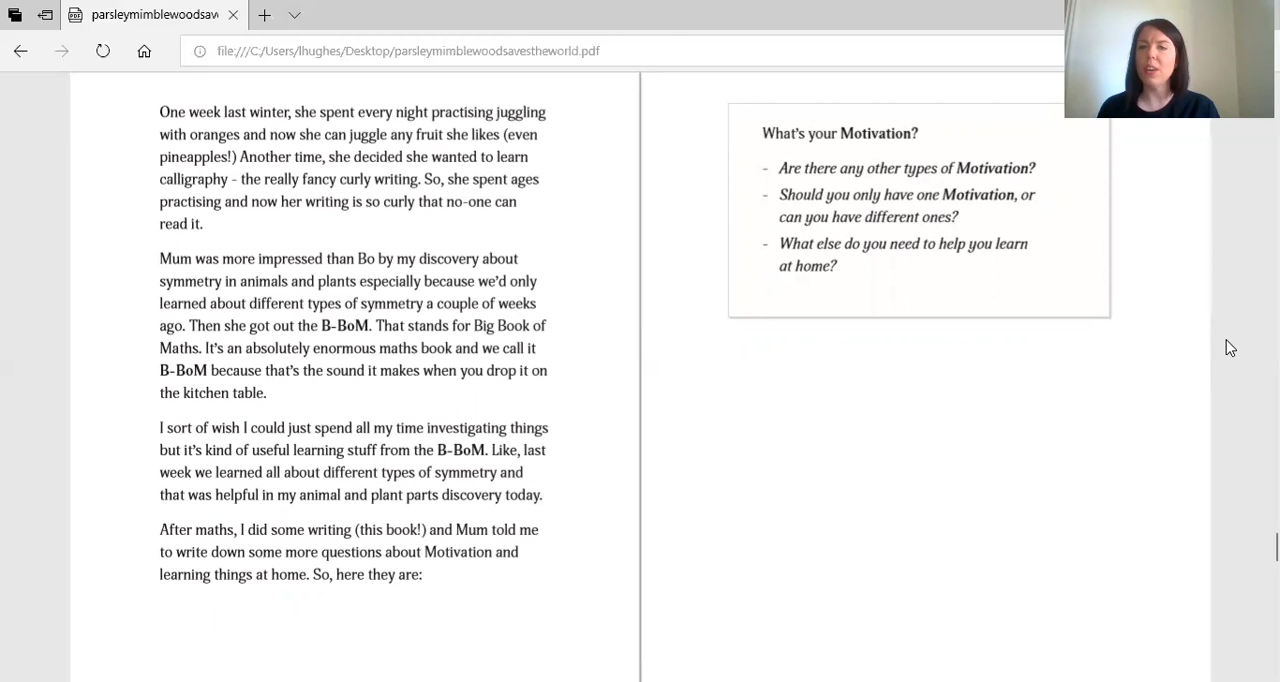 parsleymimblewoodsav
file:///C:/Users/lhughes/Desktop/parsleymimblewoodsavestheworld.pdf
One week last winter, she spent every night practising juggling
with oranges and now she can juggle any fruit she likes (even
pineapples!) Another time, she decided she wanted to learn
calligraphy - the really fancy curly writing. So, she spent ages
practising and now her writing is so curly that no-one can
read it.
Mum was more impressed than Bo by my discovery about
symmetry in animals and plants especially because we'd only
learned about different types of symmetry a couple of weeks
ago. Then she got out the B-BoM. That stands for Big Book of
Maths. It's an absolutely enormous maths book and we call it
B-BoM because that's the sound it makes when you drop it on
the kitchen table.
I sort of wish I could just spend all my time investigating things
but it's kind of useful learning stuff from the B-BoM. Like, last
week we learned all about different types of symmetry and
that was helpful in my animal and plant parts discovery today.
After maths, I did some writing (this book!) and Mum told me
to write down some more questions about Motivation and
learning things at home. So, here they are:
What's your Motivation?
- Are there any other types of Motivation?
- Should you only have one Motivation, or
can you have different ones?
- What else do you need to help you learn
at home?